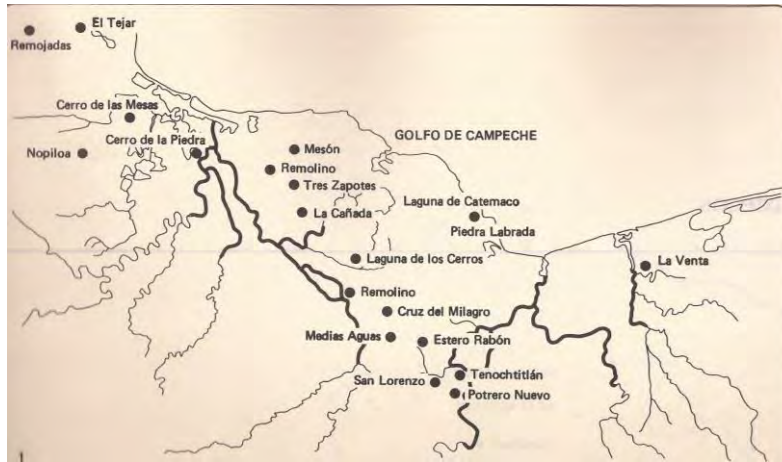 El Tejar
Remojadas
Cerro de las Mesas
GOLFO DE CAMPECHE
Cerro de la Piedra
Mesón
Nopiloa
Remolino
Tres Zapotes
Laguna de Catemaco
La Cañada
Piedra Labrada
Laguna de los Cerros
La Venta
Remolino
Cruz del Milagro
Medias Aguas
Estero Rabón
Tenochtitlán
San Lorenzo
Potrero Nuevo